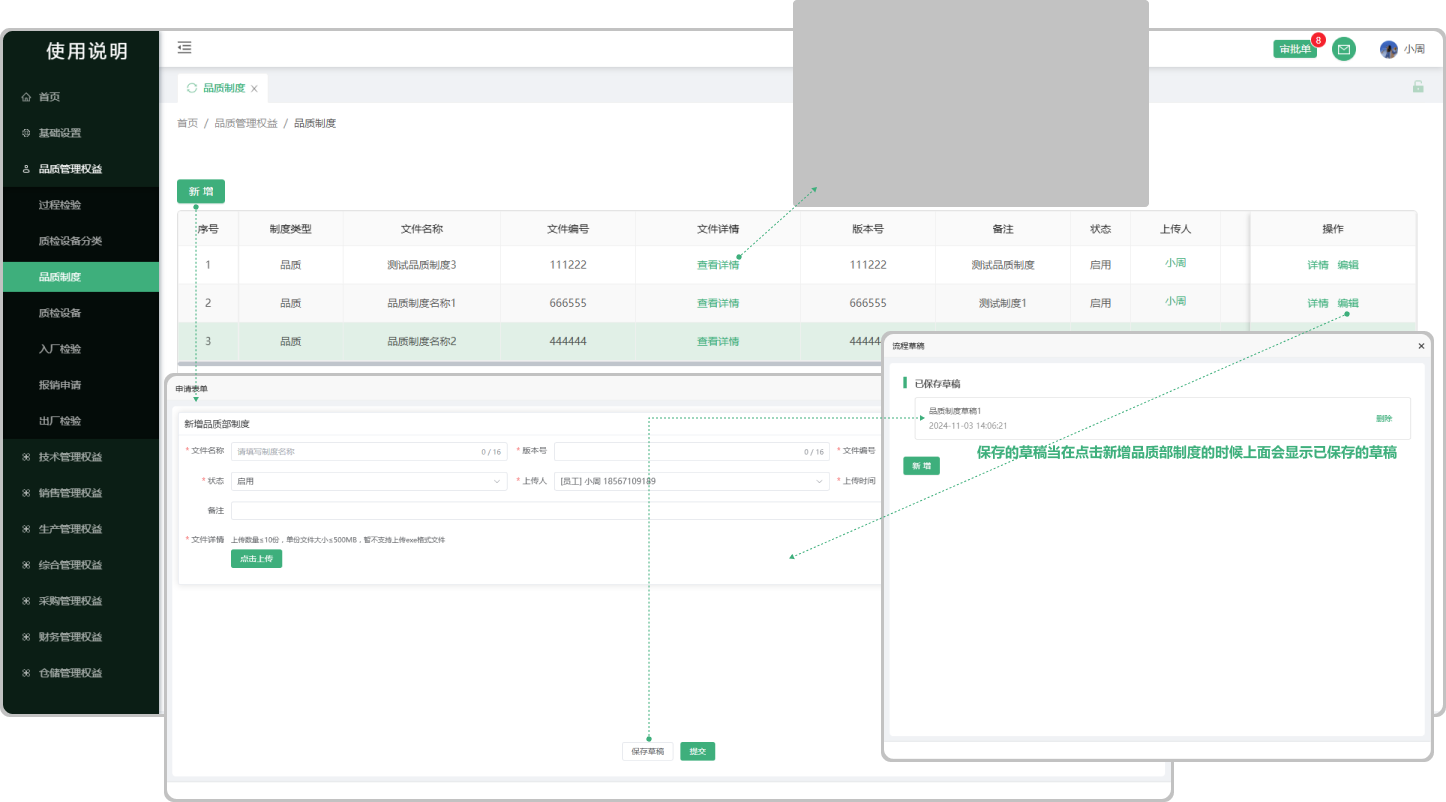 使用说明
首页
基础设置
品质管理权益
过程检验
质检设备分类
品质制度
质检设备
入厂检验
报销申请
出厂检验
技术管理权益
销售管理权益
生产管理权益
综合管理权益
采购管理权益
财务管理权益
仓储管理权益
审批单 8 小周
品质制度 ×
首页 / 品质管理权益 / 品质制度
新 增
序号 制度类型 文件名称 文件编号 文件详情 版本号 备注 状态 上传人 操作
1 品质 测试品质制度3 111222 查看详情 111222 测试品质制度 启用 小周 详情 编辑
2 品质 品质制度名称1 666555 查看详情 666555 测试制度1 启用 小周 详情 编辑
3 品质 品质制度名称2 444444 查看详情 44444
申请表单
新增品质部制度
* 文件名称 请填写制度名称 0 / 16 * 版本号 0 / 16 * 文件编号
* 状态 启用 * 上传人 [员工] 小周 18567109189 * 上传时间
备注
* 文件详情 上传数量≤10份，单份文件大小≤500MB，暂不支持上传exe格式文件
点击上传
保存草稿 提交
流程草稿 ×
已保存草稿
品质制度草稿1
2024-11-03 14:06:21 删除
保存的草稿当在点击新增品质部制度的时候上面会显示已保存的草稿
新 增